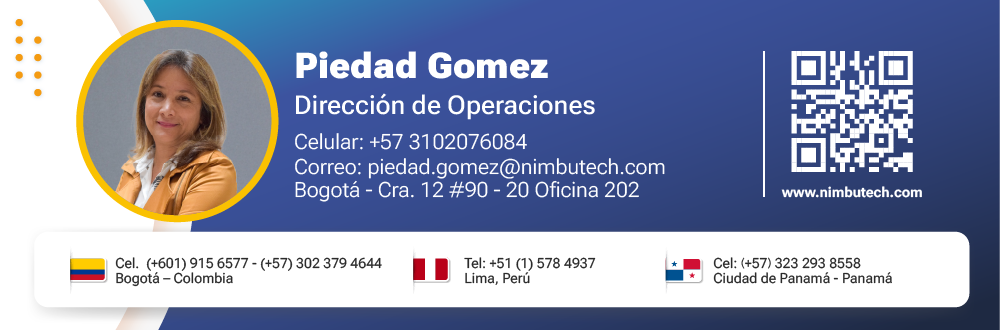 Piedad Gomez
Dirección de Operaciones
Celular: +57 3102076084
Correo: piedad.gomez@nimbutech.com
Bogotá - Cra. 12 #90 - 20 Oficina 202
www.nimbutech.com
Cel. (+601) 915 6577 - (+57) 302 379 4644
Bogotá – Colombia
Tel: +51 (1) 578 4937
Lima, Perú
Cel: (+57) 323 293 8558
Ciudad de Panamá - Panamá